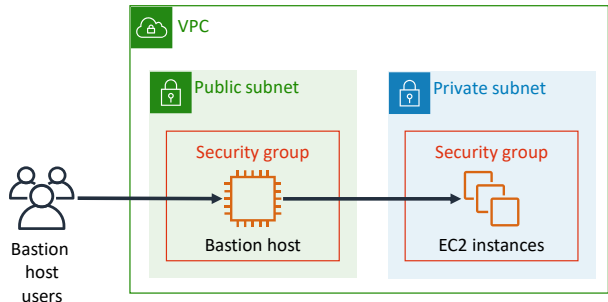 VPC
Public subnet
Private subnet
Security group
Security group
Bastion host
EC2 instances
Bastion
host
users